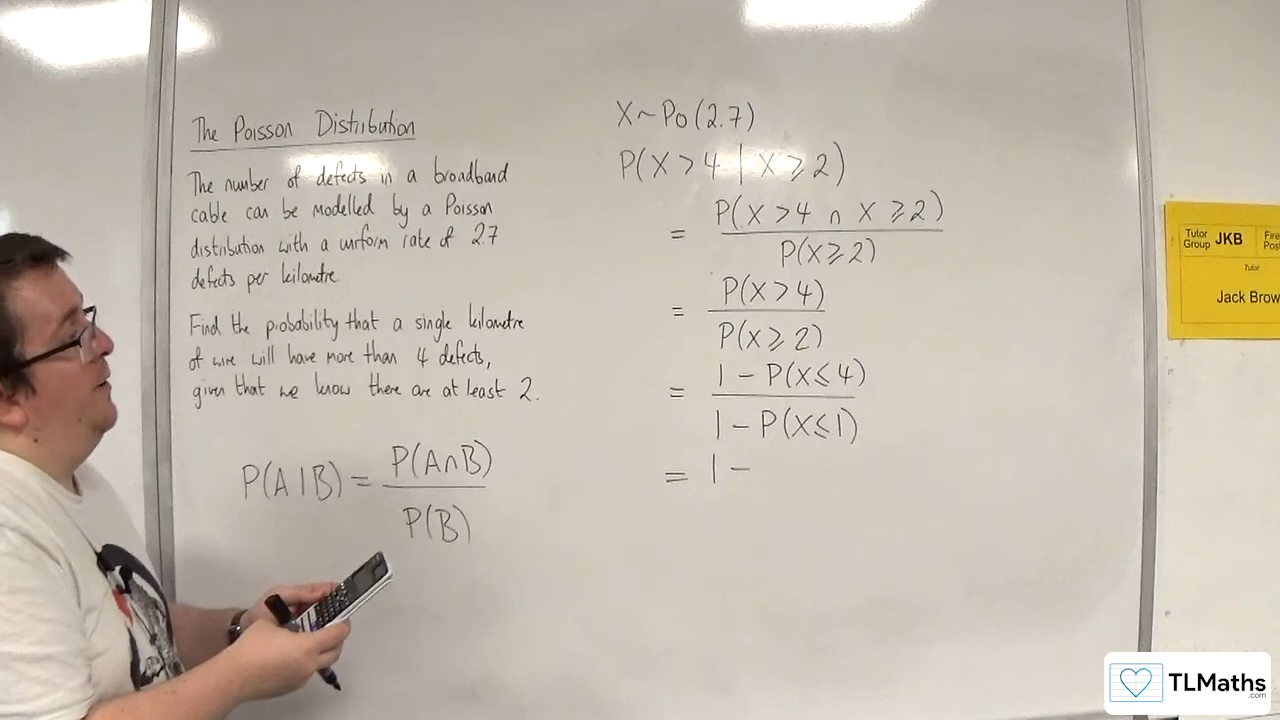 The Poisson Distribution
The number of defects in a broadband
cable can be modelled by a Poisson
distribution with a uniform rate of 2.7
defects per kilometre.
Find the probability that a single kilometre
of wire will have more than 4 defects,
given that we know there are at least 2.
P(A|B) = P(A∩B)
P(B)
X~Po(2.7)
P(X>4 | X≥2)
= P(X>4 ∩ X≥2)
P(X≥2)
= P(X>4)
P(X≥2)
= 1 - P(X≤4)
1 - P(X≤1)
= 1 -
Tutor
Group JKB
Tutor
TLMaths
.com